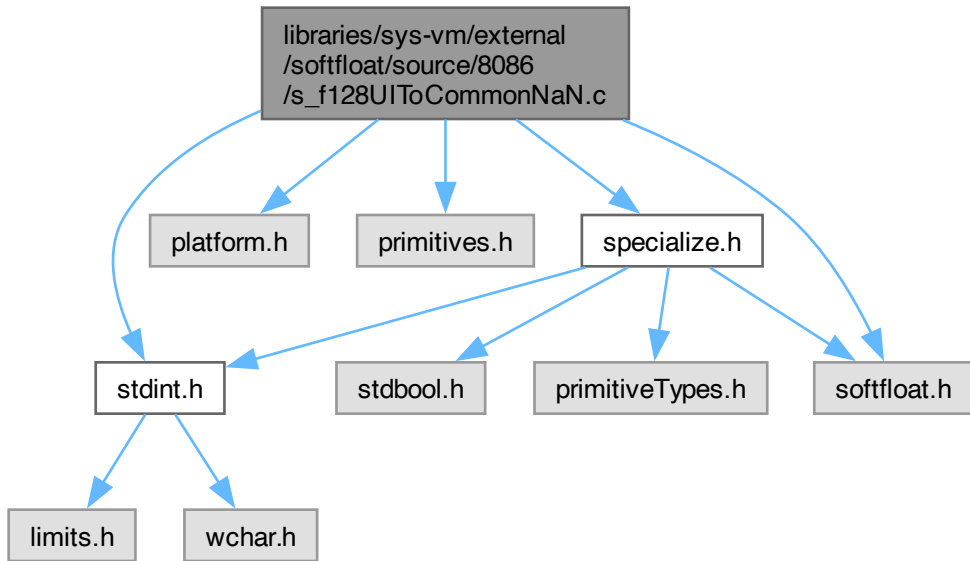 libraries/sys-vm/external
/softfloat/source/8086
/s_f128UIToCommonNaN.c
platform.h
primitives.h
specialize.h
stdint.h
stdbool.h
primitiveTypes.h
softfloat.h
limits.h
wchar.h